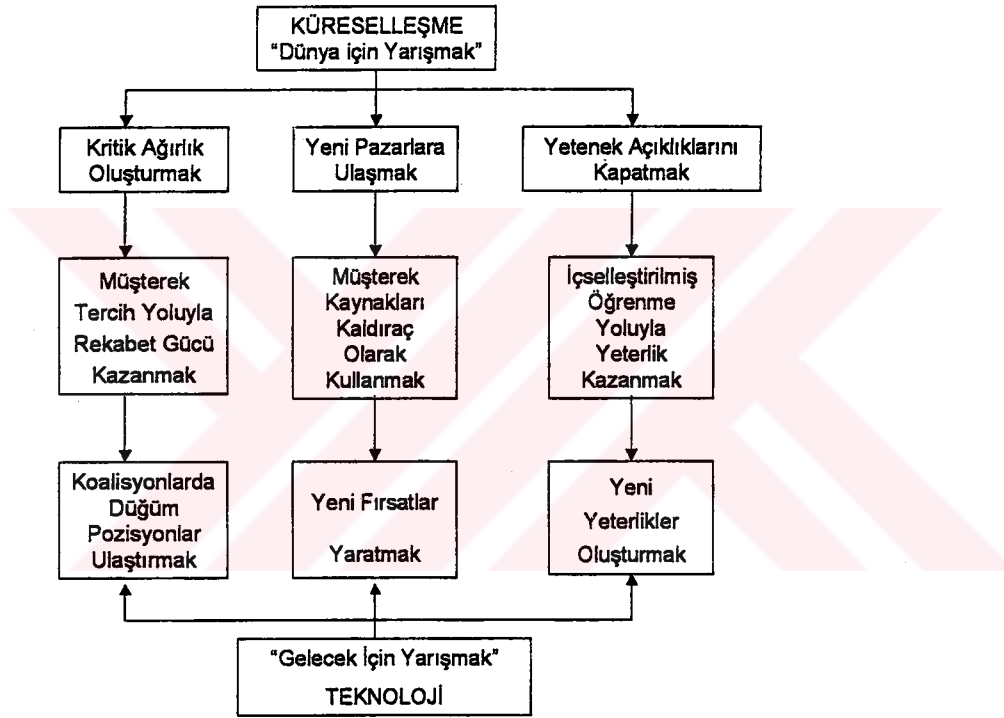 KÜRESELLEŞME
“Dünya için Yarışmak”
Kritik Ağırlık
Oluşturmak
Yeni Pazarlara
Ulaşmak
Yetenek Açıklıklarını
Kapatmak
Müşterek
Tercih Yoluyla
Rekabet Gücü
Kazanmak
Müşterek
Kaynakları
Kaldıraç
Olarak
Kullanmak
İçselleştirilmiş
Öğrenme
Yoluyla
Yeterlik
Kazanmak
Koalisyonlarda
Düğüm
Pozisyonlar
Ulaştırmak
Yeni Fırsatlar
Yaratmak
Yeni
Yeterlikler
Oluşturmak
“Gelecek İçin Yarışmak”
TEKNOLOJİ